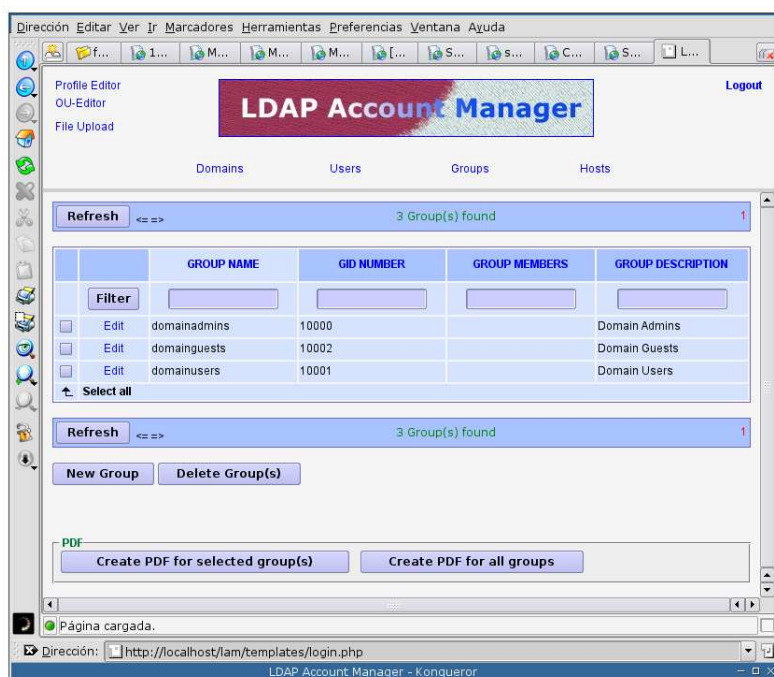 Dirección Editar Ver Ir Marcadores Herramientas Preferencias Ventana Ayuda
f... 1... M... M... M... [... S... s... C... S... L...
Profile Editor
OU-Editor
File Upload
LDAP Account Manager
Logout
Domains Users Groups Hosts
Refresh <= => 3 Group(s) found 1
GROUP NAME GID NUMBER GROUP MEMBERS GROUP DESCRIPTION
Filter
Edit domainadmins 10000 Domain Admins
Edit domainguests 10002 Domain Guests
Edit domainusers 10001 Domain Users
Select all
Refresh <= => 3 Group(s) found 1
New Group Delete Group(s)
PDF
Create PDF for selected group(s) Create PDF for all groups
Página cargada.
Dirección: http://localhost/lam/templates/login.php
LDAP Account Manager - Konqueror